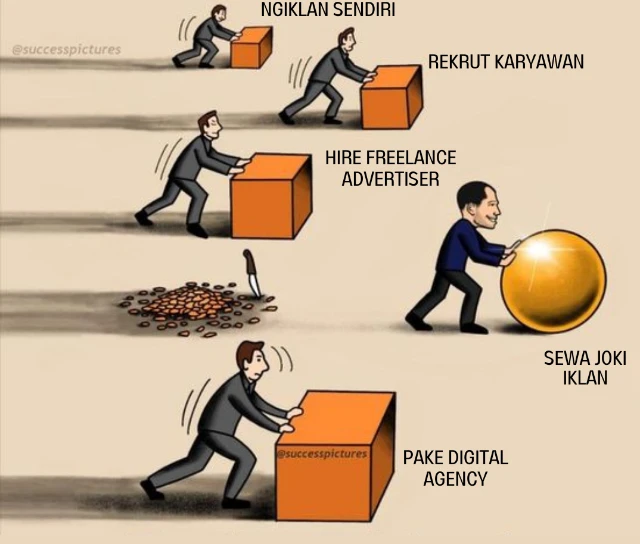 NGIKLAN SENDIRI
@successpictures
REKRUT KARYAWAN
HIRE FREELANCE
ADVERTISER
SEWA JOKI
IKLAN
@successpictures
PAKE DIGITAL
AGENCY